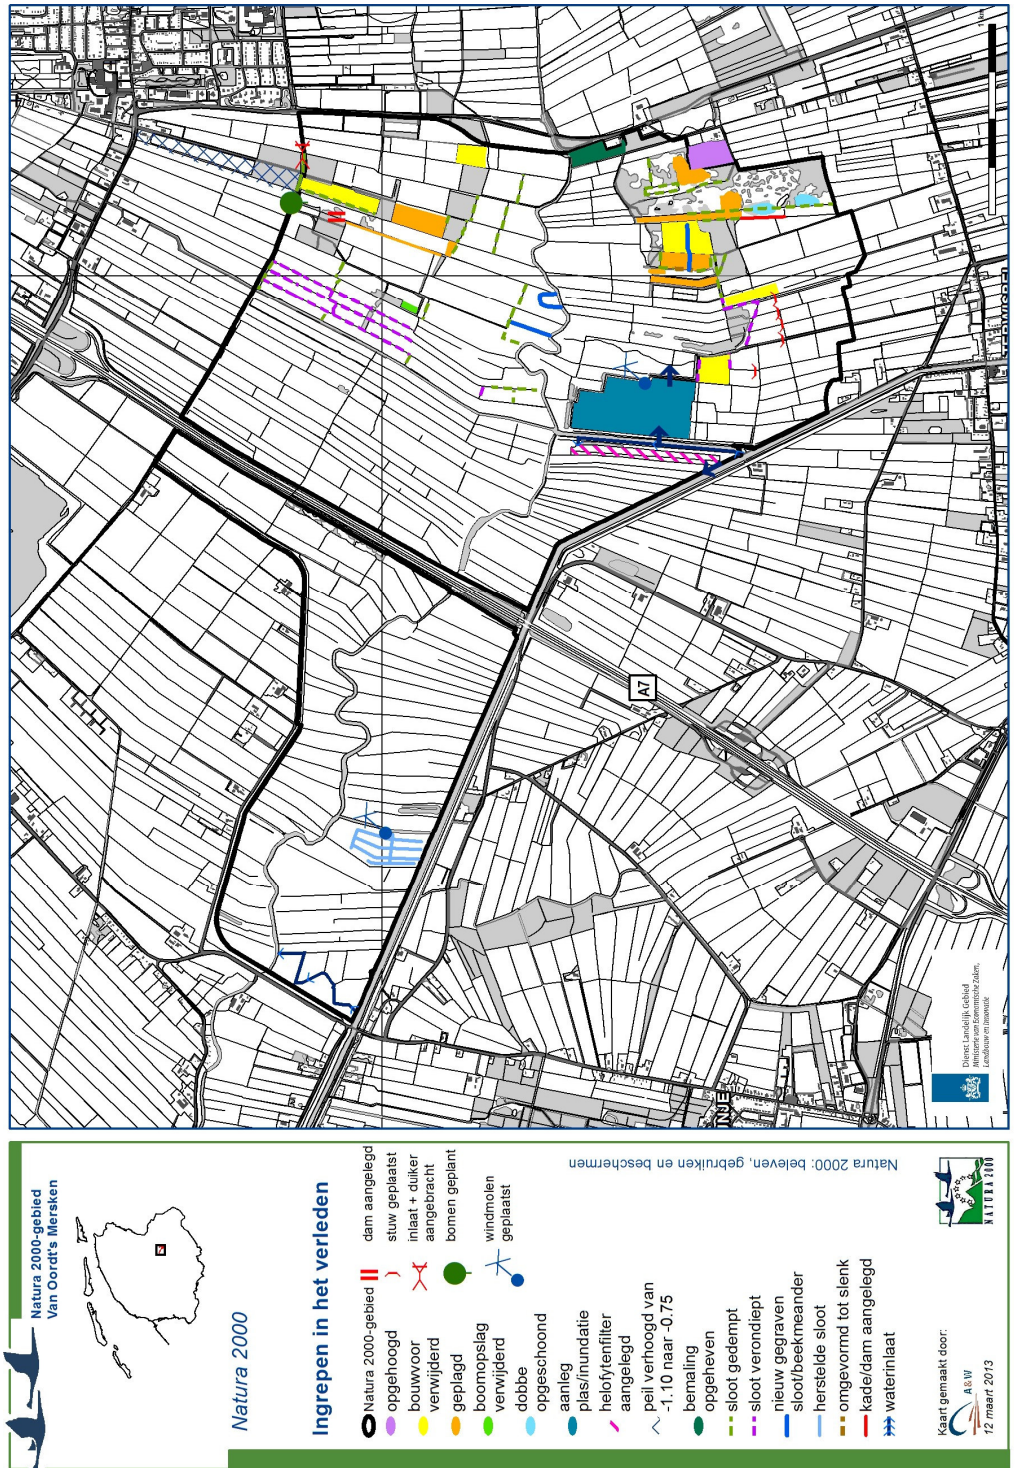 Natura 2000-gebied
Van Oordt's Mersken
Natura 2000
Ingrepen in het verleden
Natura 2000-gebied
opgehoogd
bouwvoor
verwijderd
geplagd
boomopslag
verwijderd
dobbe
opgeschoond
aanleg
plas/inundatie
helofytenfilter
aangelegd
peil verhoogd van
-1.10 naar -0.75
bemaling
opgeheven
sloot gedempt
sloot verondiept
nieuw gegraven
sloot/beekmeander
herstelde sloot
omgevormd tot slenk
kade/dam aangelegd
waterinlaat
dam aangelegd
stuw geplaatst
inlaat + duiker
aangebracht
bomen geplant
windmolen
geplaatst
Natura 2000: beleven, gebruiken en beschermen
Kaart gemaakt door:
A&W
12 maart 2013
NATURA 2000
A7
Dienst Landelijk Gebied
Ministerie van Economische Zaken,
Landbouw en Innovatie